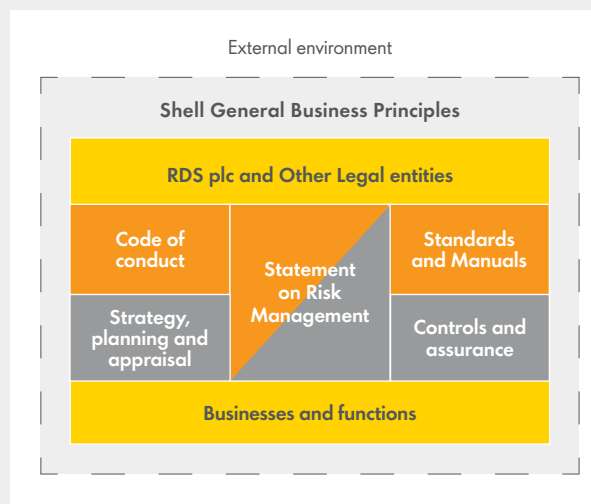 External environment
Shell General Business Principles
RDS plc and Other Legal entities
Code of
conduct
Statement
on Risk
Management
Standards
and Manuals
Strategy,
planning and
appraisal
Controls and
assurance
Businesses and functions